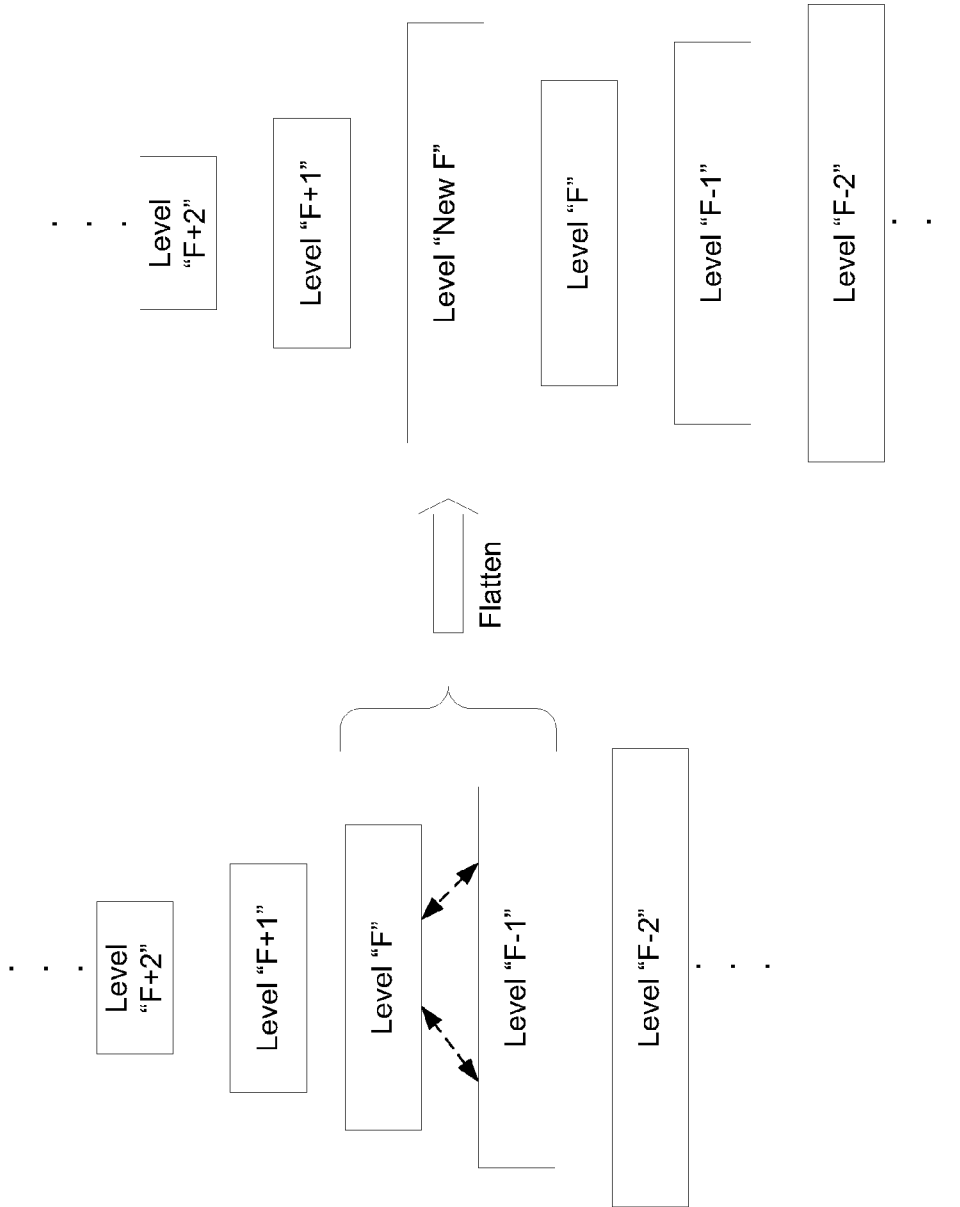 Level
“F+2”
Level “F+1”
Level “F”
Level “F-1”
Level “F-2”
Flatten
Level
“F+2”
Level “F+1”
Level “New F”
Level “F”
Level “F-1”
Level “F-2”